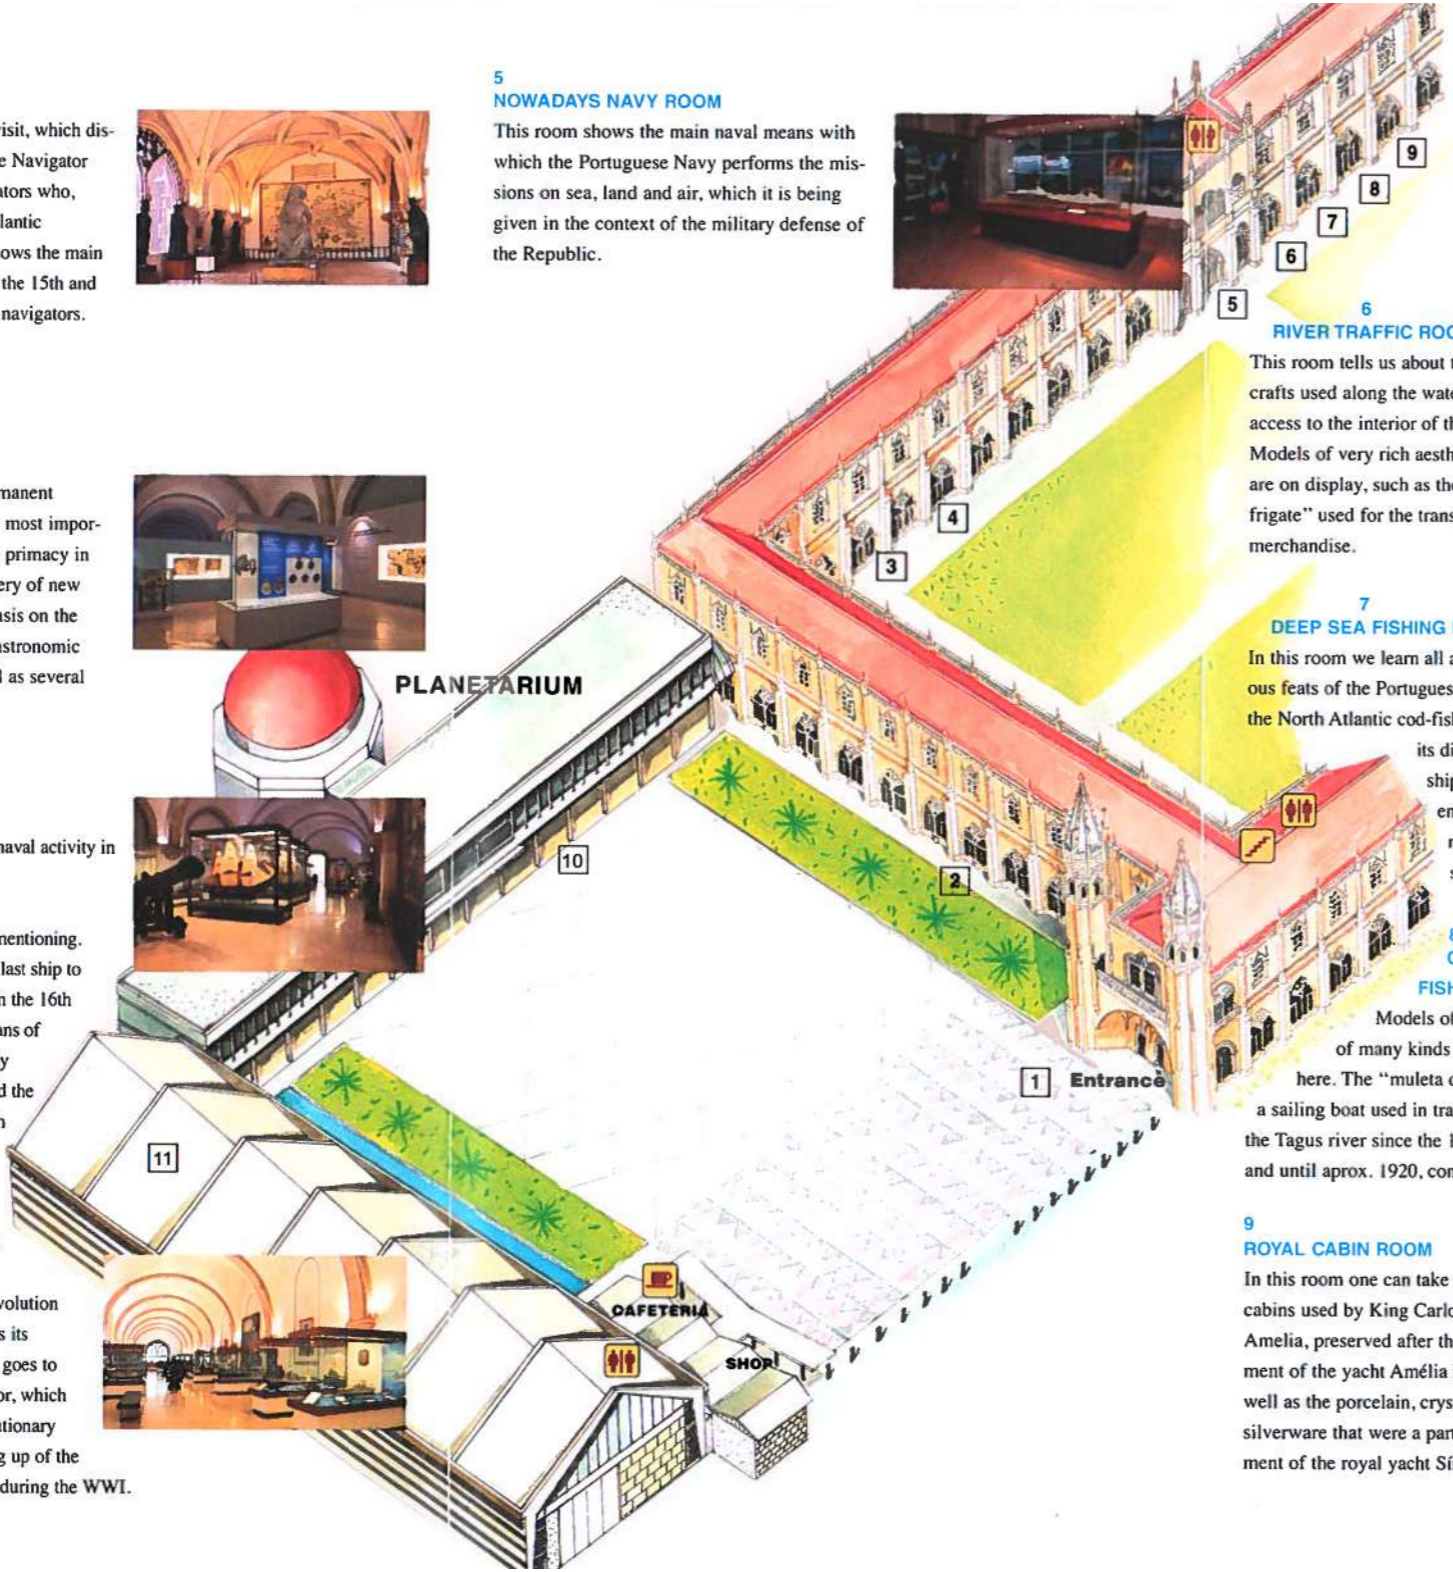 visit, which dis-
e Navigator
ators who,
lantic
ows the main
the 15th and
navigators.
manent
most impor-
primacy in
ery of new
asis on the
astronomic
l as several
naval activity in
mentioning.
last ship to
n the 16th
ans of
y
d the
n
volution
s its
goes to
or, which
utionary
g up of the
during the WWI.
5
NOWADAYS NAVY ROOM
This room shows the main naval means with
which the Portuguese Navy performs the mis-
sions on sea, land and air, which it is being
given in the context of the military defense of
the Republic.
9
8
7
6
5
4
3
PLANETARIUM
10
2
1 Entrance
11
CAFETERIA
SHOP
6
RIVER TRAFFIC ROO
This room tells us about t
crafts used along the wate
access to the interior of th
Models of very rich aesth
are on display, such as the
frigate” used for the trans
merchandise.
7
DEEP SEA FISHING
In this room we learn all a
ous feats of the Portugues
the North Atlantic cod-fish
its di
ship
en
r
s
8
C
FISH
Models of
of many kinds
here. The “muleta d
a sailing boat used in tra
the Tagus river since the 1
and until aprox. 1920, con
9
ROYAL CABIN ROOM
In this room one can take
cabins used by King Carlo
Amelia, preserved after th
ment of the yacht Amélia
well as the porcelain, crys
silverware that were a part
ment of the royal yacht Sí